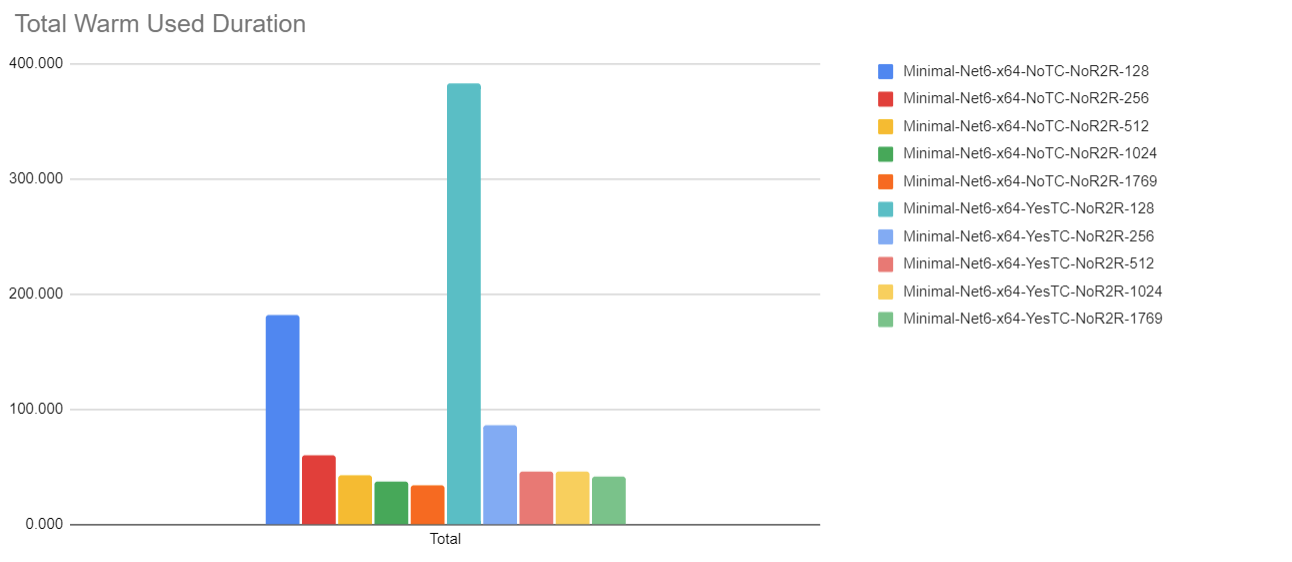 Total Warm Used Duration
400.000
300.000
200.000
100.000
0.000
Total
Minimal-Net6-x64-NoTC-NoR2R-128
Minimal-Net6-x64-NoTC-NoR2R-256
Minimal-Net6-x64-NoTC-NoR2R-512
Minimal-Net6-x64-NoTC-NoR2R-1024
Minimal-Net6-x64-NoTC-NoR2R-1769
Minimal-Net6-x64-YesTC-NoR2R-128
Minimal-Net6-x64-YesTC-NoR2R-256
Minimal-Net6-x64-YesTC-NoR2R-512
Minimal-Net6-x64-YesTC-NoR2R-1024
Minimal-Net6-x64-YesTC-NoR2R-1769